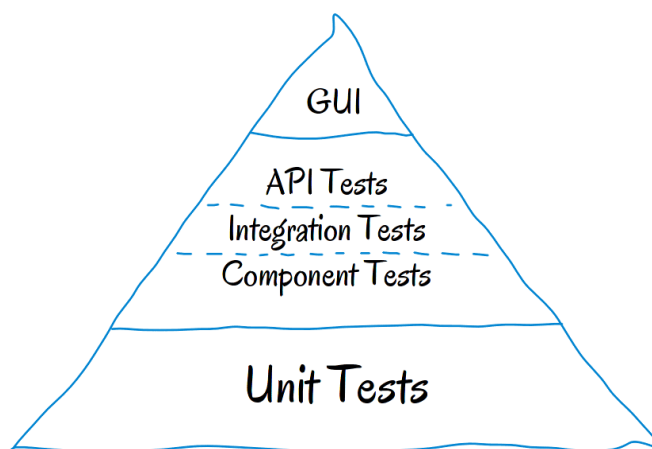 GUI
API Tests
Integration Tests
Component Tests
Unit Tests